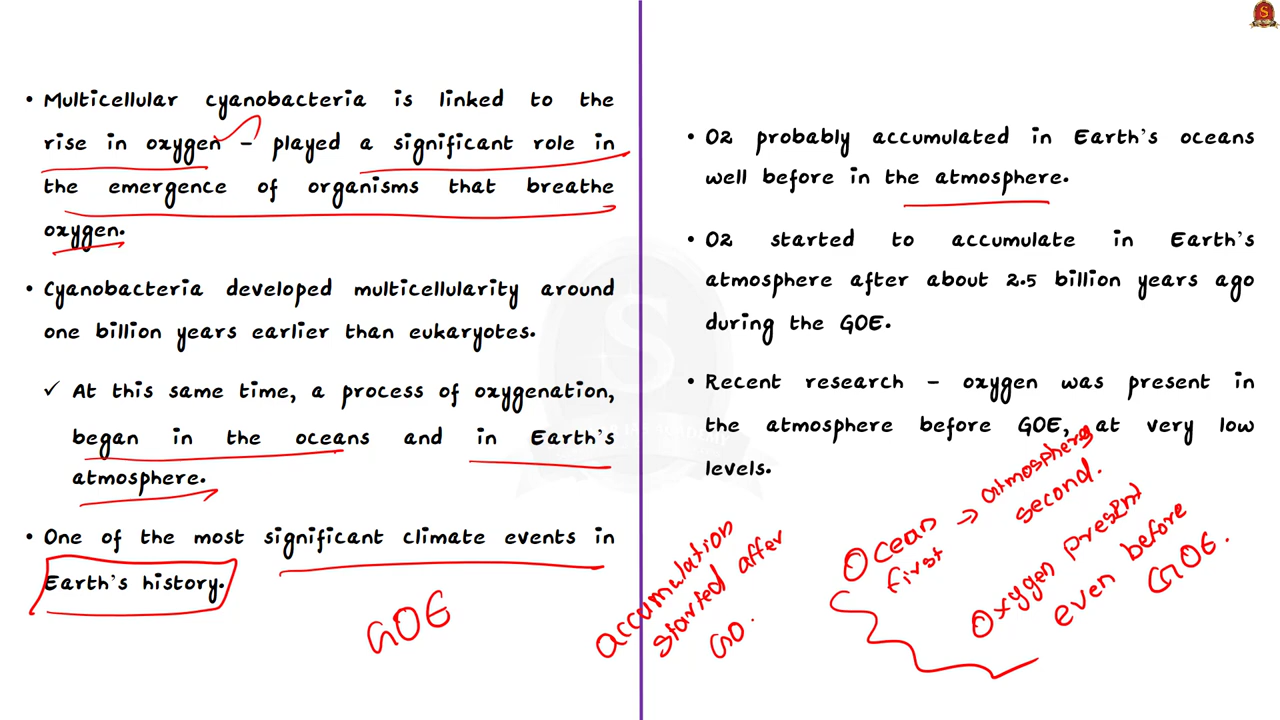 • Multicellular cyanobacteria is linked to the
rise in oxygen – played a significant role in
the emergence of organisms that breathe
oxygen.
• Cyanobacteria developed multicellularity around
one billion years earlier than eukaryotes.
✓ At this same time, a process of oxygenation,
began in the oceans and in Earth's
atmosphere.
• One of the most significant climate events in
Earth's history.
GOE
• O2 probably accumulated in Earth's oceans
well before in the atmosphere.
• O2 started to accumulate in Earth's
atmosphere after about 2.5 billion years ago
during the GOE.
• Recent research – oxygen was present in
the atmosphere before GOE, at very low
levels.
accumulation
started after
GO.
Ocean → atmosphere
first second.
Oxygen present
even before
GOE.